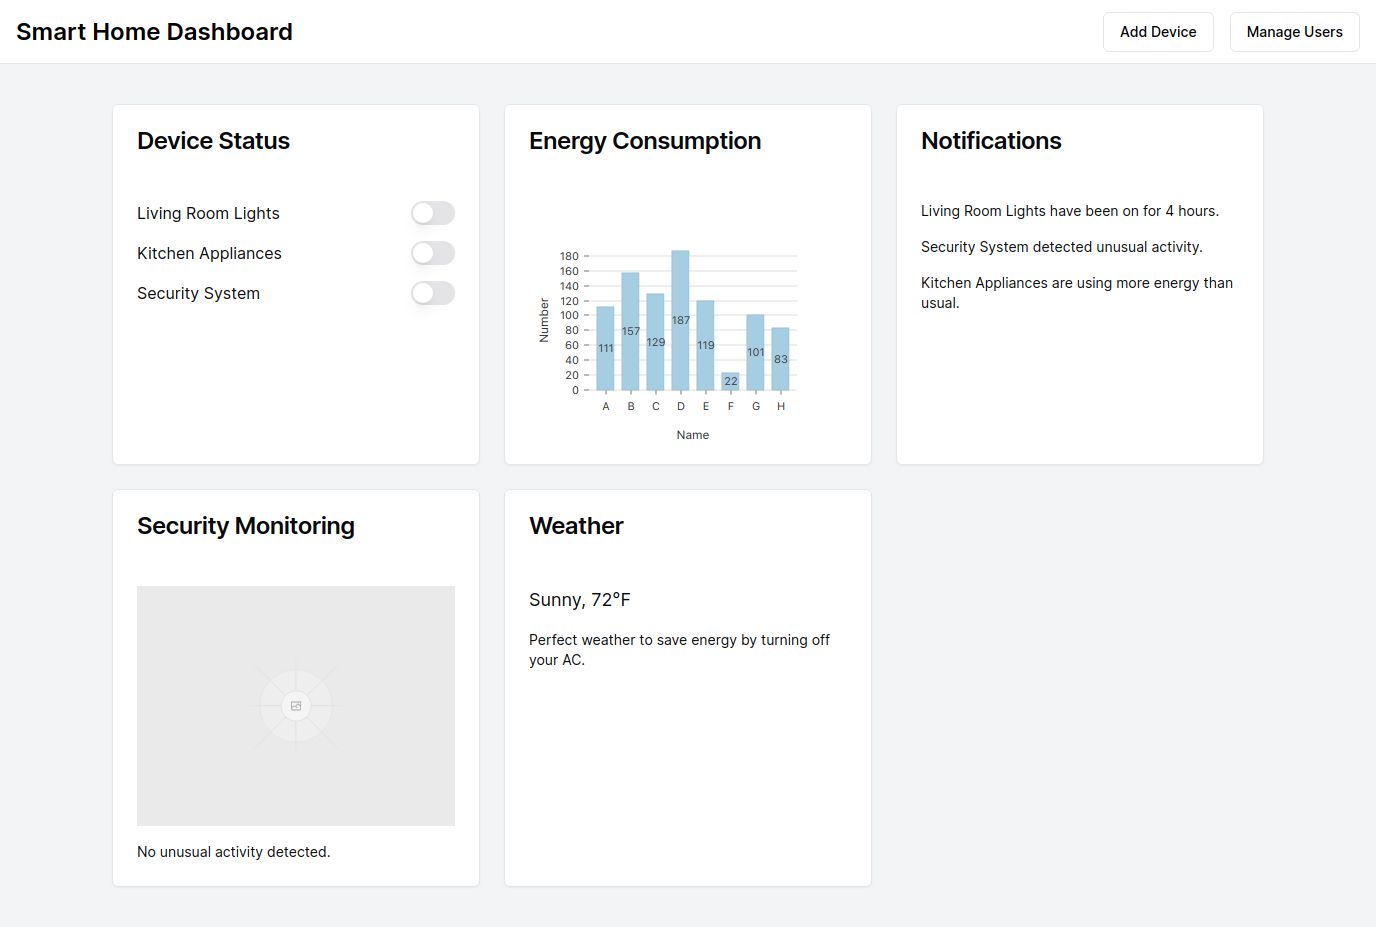 Smart Home Dashboard
Add Device
Manage Users
Device Status
Living Room Lights
Kitchen Appliances
Security System
Energy Consumption
180
160
140
120
100
80
60
40
20
0
Number
111
157
129
187
119
22
101
83
A B C D E F G H
Name
Notifications
Living Room Lights have been on for 4 hours.
Security System detected unusual activity.
Kitchen Appliances are using more energy than
usual.
Security Monitoring
No unusual activity detected.
Weather
Sunny, 72°F
Perfect weather to save energy by turning off
your AC.